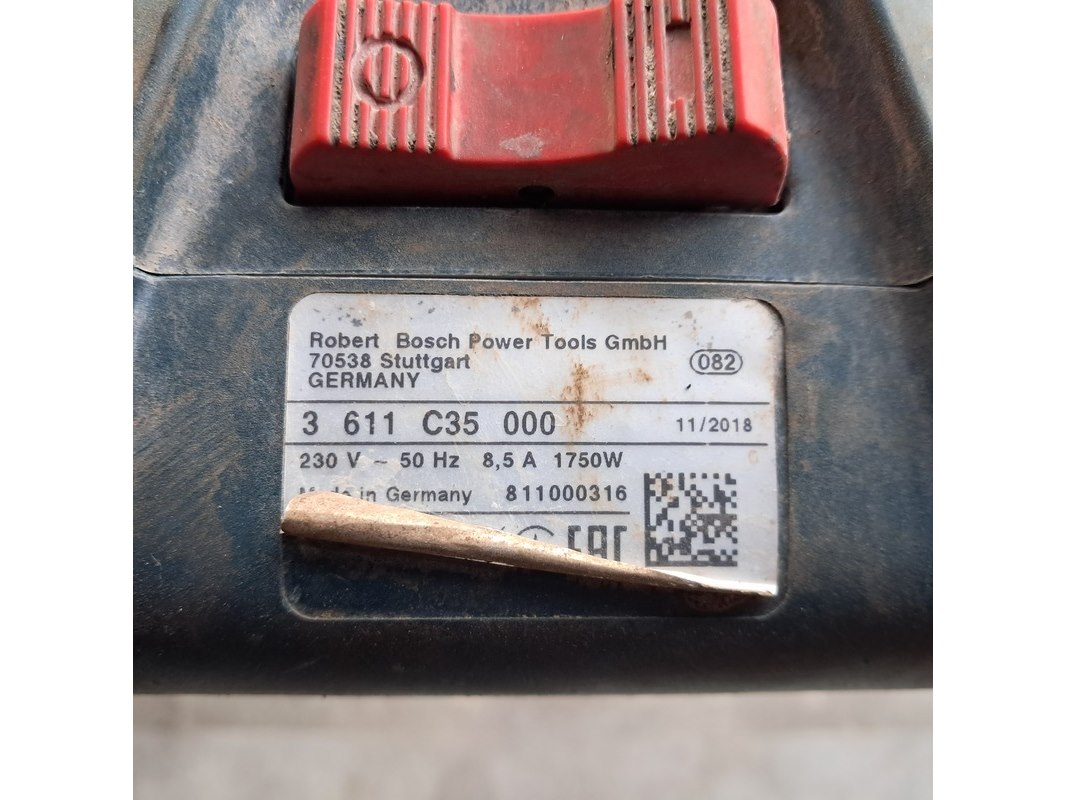 Robert Bosch Power Tools GmbH
70538 Stuttgart
082
GERMANY
3 611 C35 000
11/2018
230 V ~ 50 Hz 8,5 A 1750W
in Germany 811000316
EAC